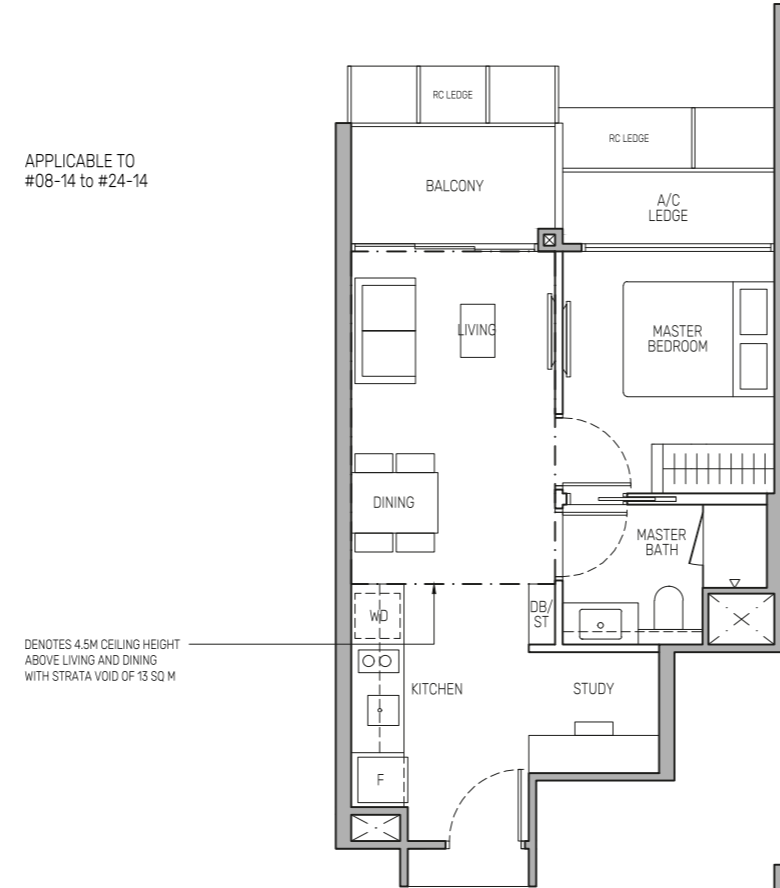 RC LEDGE
RC LEDGE
APPLICABLE TO
#08-14 to #24-14
BALCONY
A/C
LEDGE
LIVING
MASTER
BEDROOM
DINING
MASTER
BATH
WD
DB/
ST
DENOTES 4.5M CEILING HEIGHT
ABOVE LIVING AND DINING
WITH STRATA VOID OF 13 SQ M
KITCHEN
STUDY
F